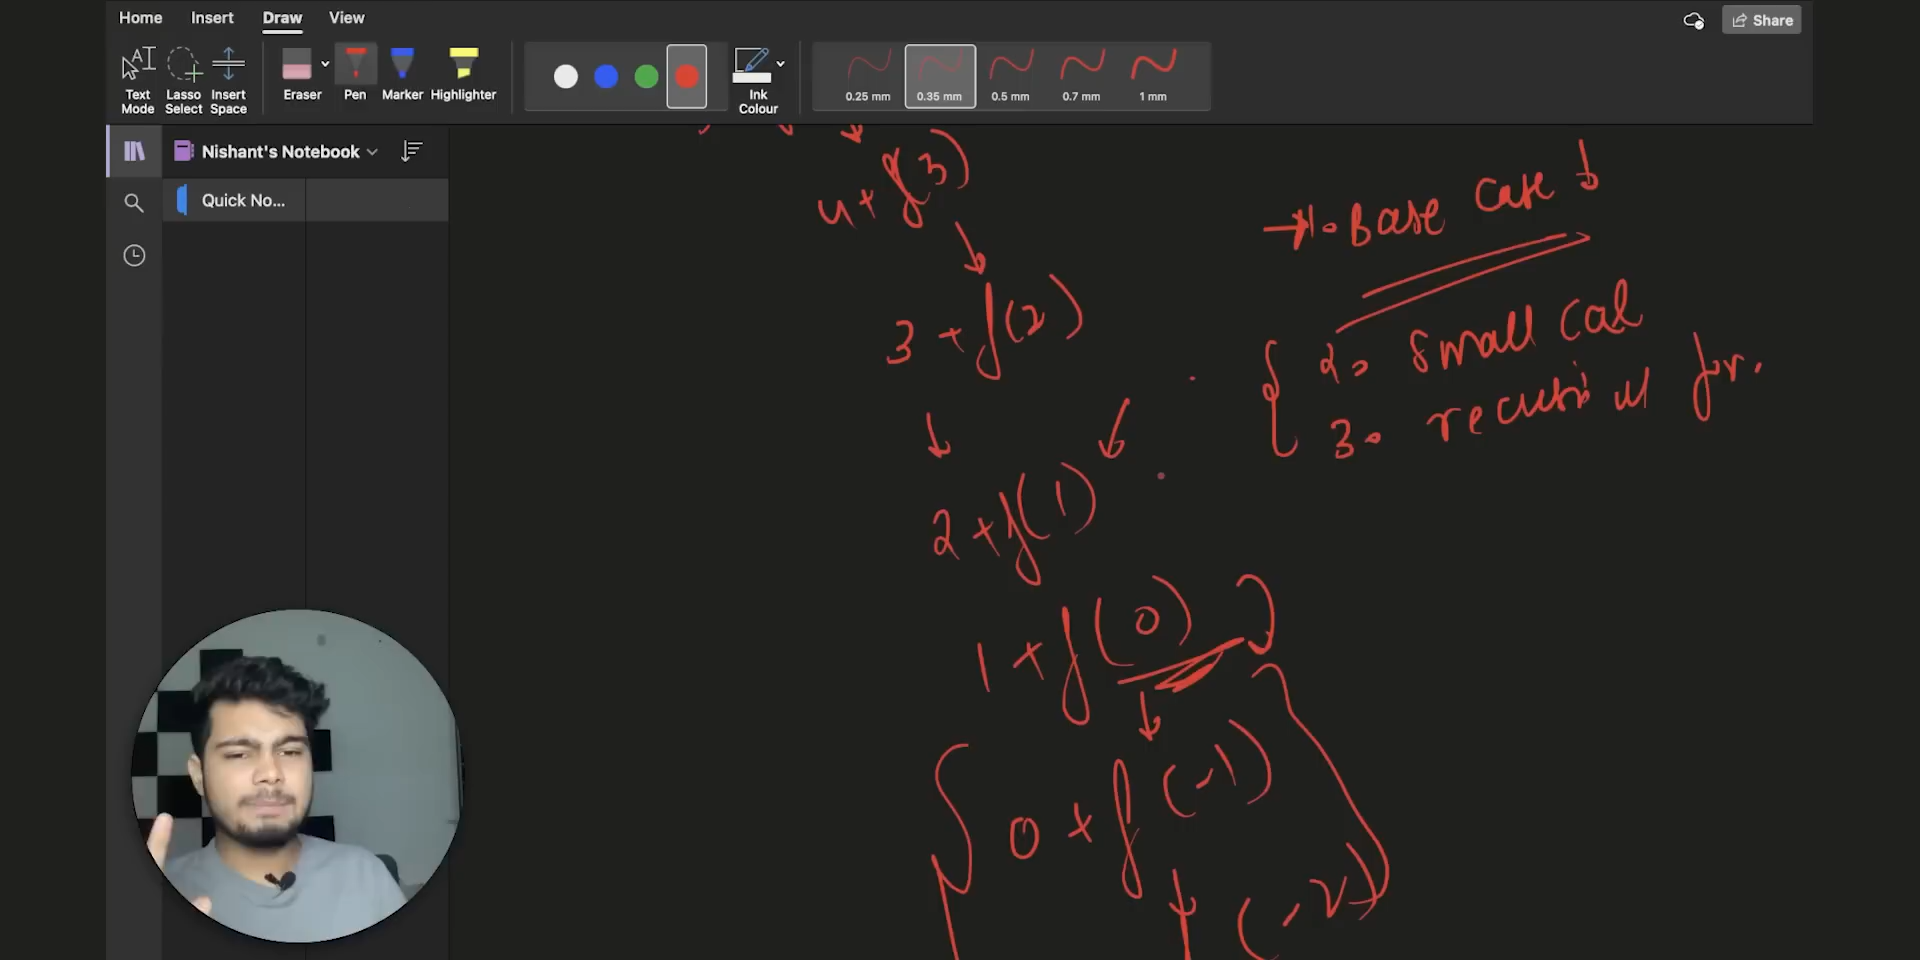 Home Insert Draw View
Share
Text Mode Lasso Select Insert Space Eraser Pen Marker Highlighter Ink Colour 0.25 mm 0.35 mm 0.5 mm 0.7 mm 1 mm
Nishant's Notebook
Quick No...
4 + f(3)
3 + f(2)
2 + f(1)
1 + f(0)
0 + f(-1)
f(-2)
→ 1. Base Case
2. Small Cal
3. recursive